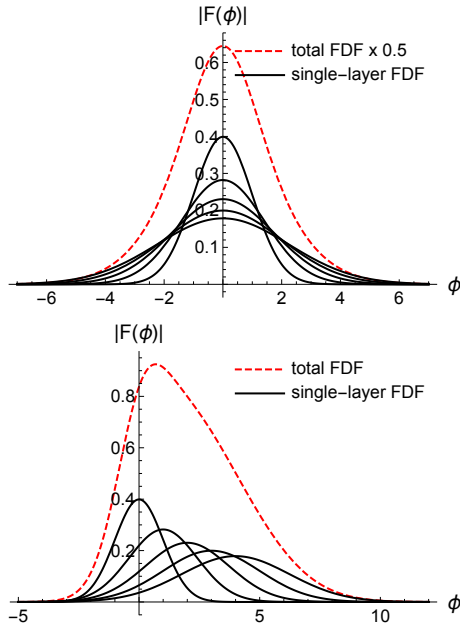 |F(ϕ)|
total FDF x 0.5
single-layer FDF
0.6
0.5
0.4
0.3
0.2
0.1
-6 -4 -2 0 2 4 6 ϕ
|F(ϕ)|
total FDF
single-layer FDF
0.8
0.6
0.4
0.2
-5 0 5 10 ϕ